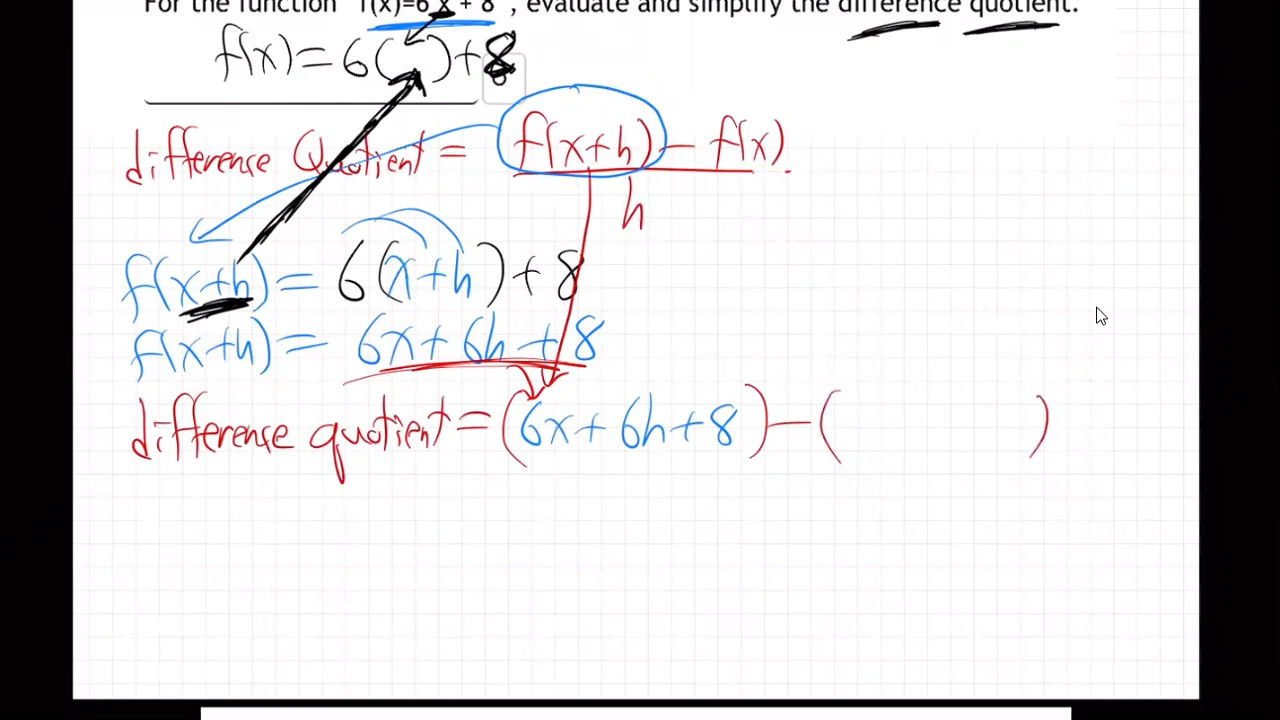 For the function "f(x)=6 x + 8", evaluate and simplify the difference quotient.
f(x) = 6( ) + 8
difference Quotient = f(x+h) - f(x)
h
f(x+h) = 6(x+h) + 8
f(x+h) = 6x + 6h + 8
difference quotient = (6x + 6h + 8) - ( )